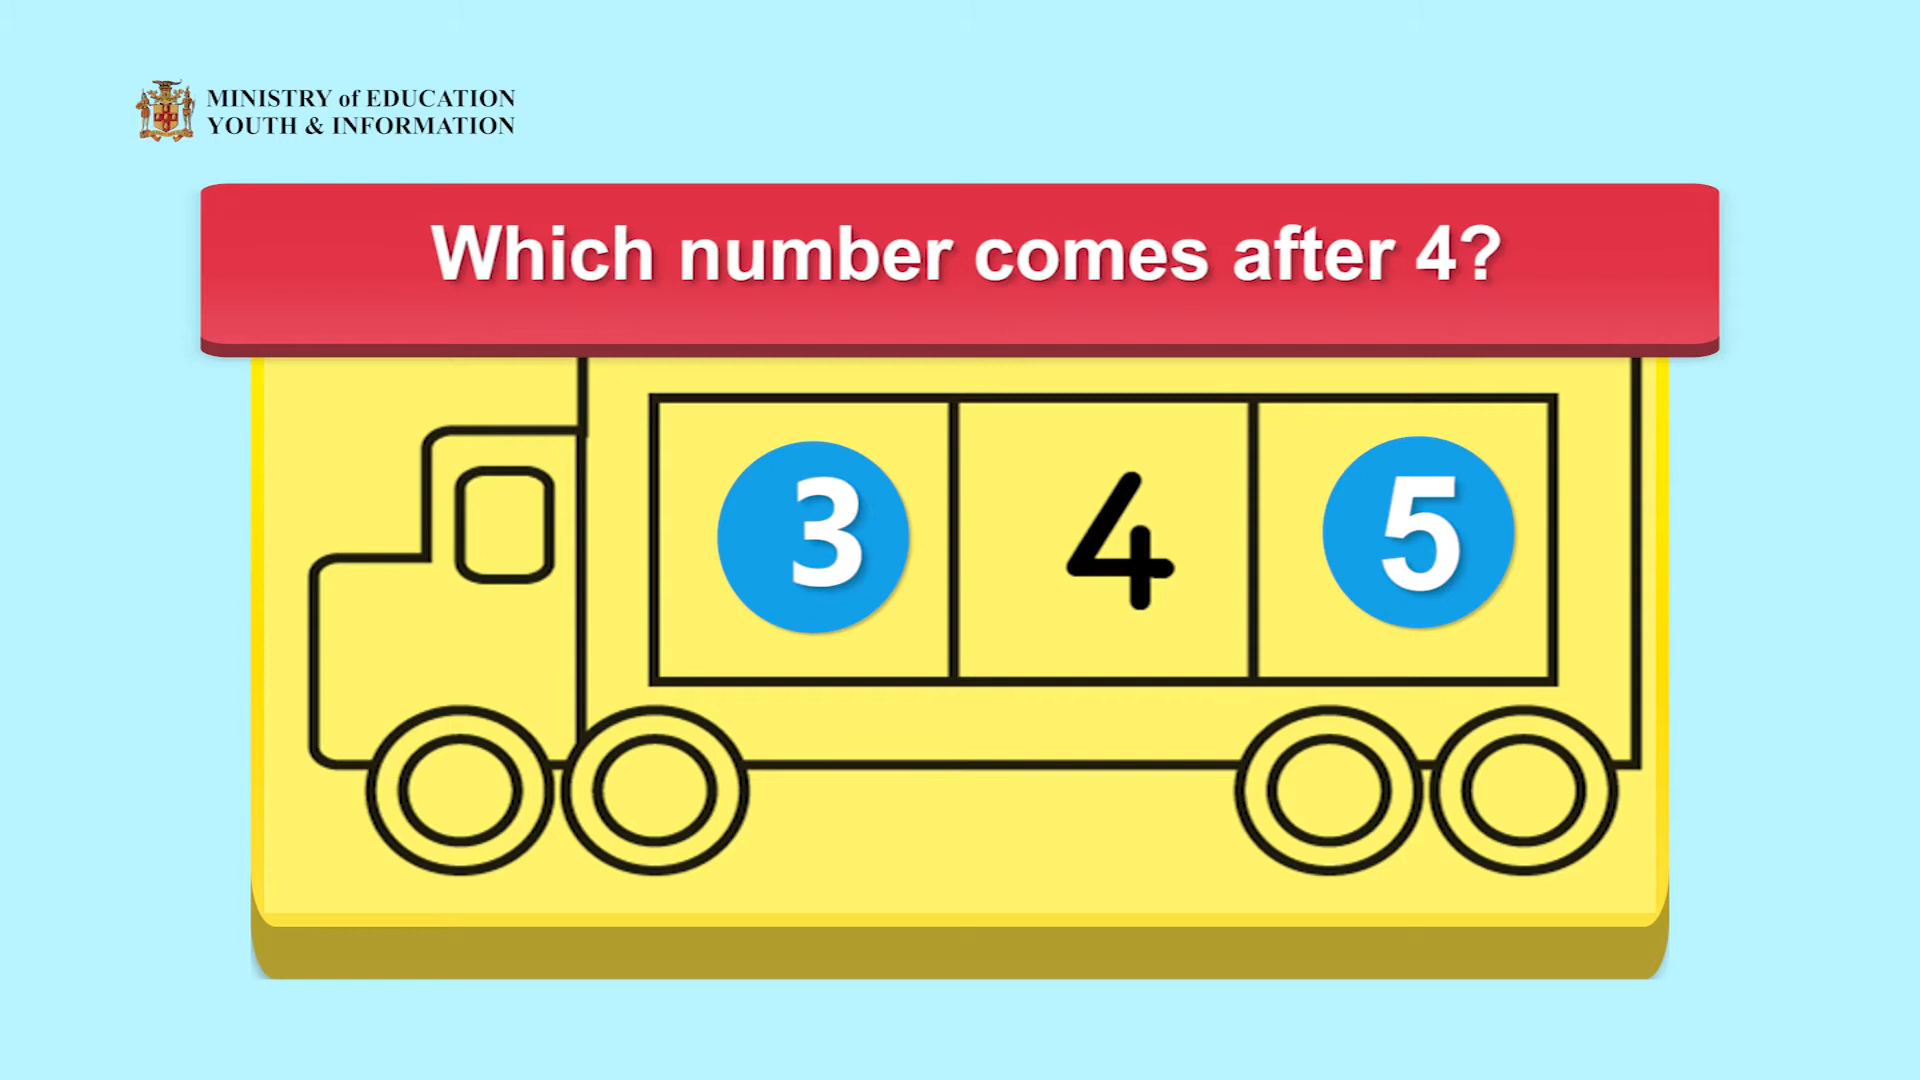 MINISTRY of EDUCATION
YOUTH & INFORMATION
Which number comes after 4?
3 4 5